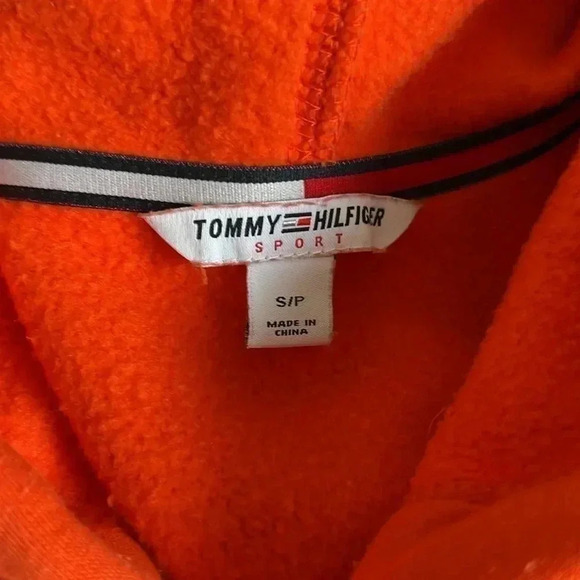 TOMMY HILFIGER
SPORT
S/P
MADE IN
CHINA